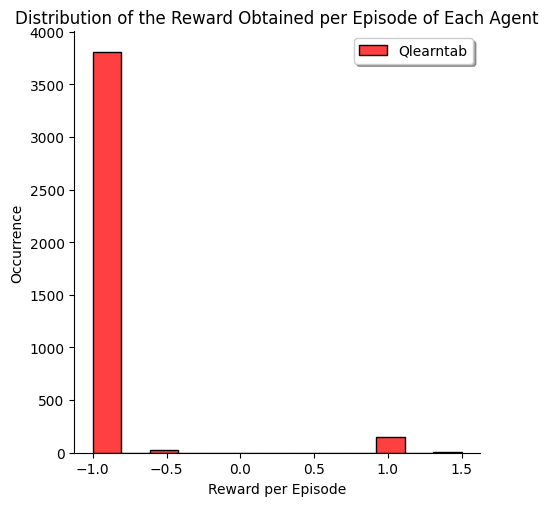 Distribution of the Reward Obtained per Episode of Each Agent
Qlearntab
Occurrence
4000
3500
3000
2500
2000
1500
1000
500
0
−1.0 −0.5 0.0 0.5 1.0 1.5
Reward per Episode